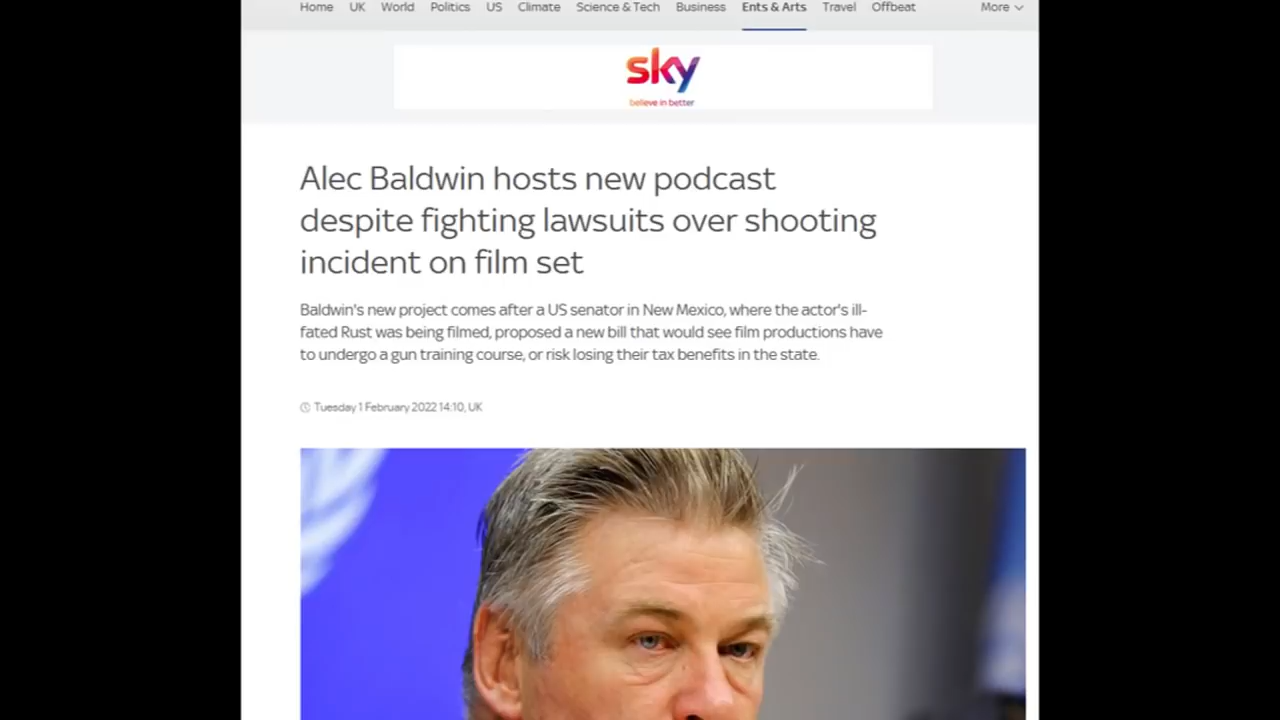 Home UK World Politics US Climate Science & Tech Business Ents & Arts Travel Offbeat More
sky
believe in better
Alec Baldwin hosts new podcast
despite fighting lawsuits over shooting
incident on film set
Baldwin's new project comes after a US senator in New Mexico, where the actor's ill-
fated Rust was being filmed, proposed a new bill that would see film productions have
to undergo a gun training course, or risk losing their tax benefits in the state.
Tuesday 1 February 2022 14:10, UK